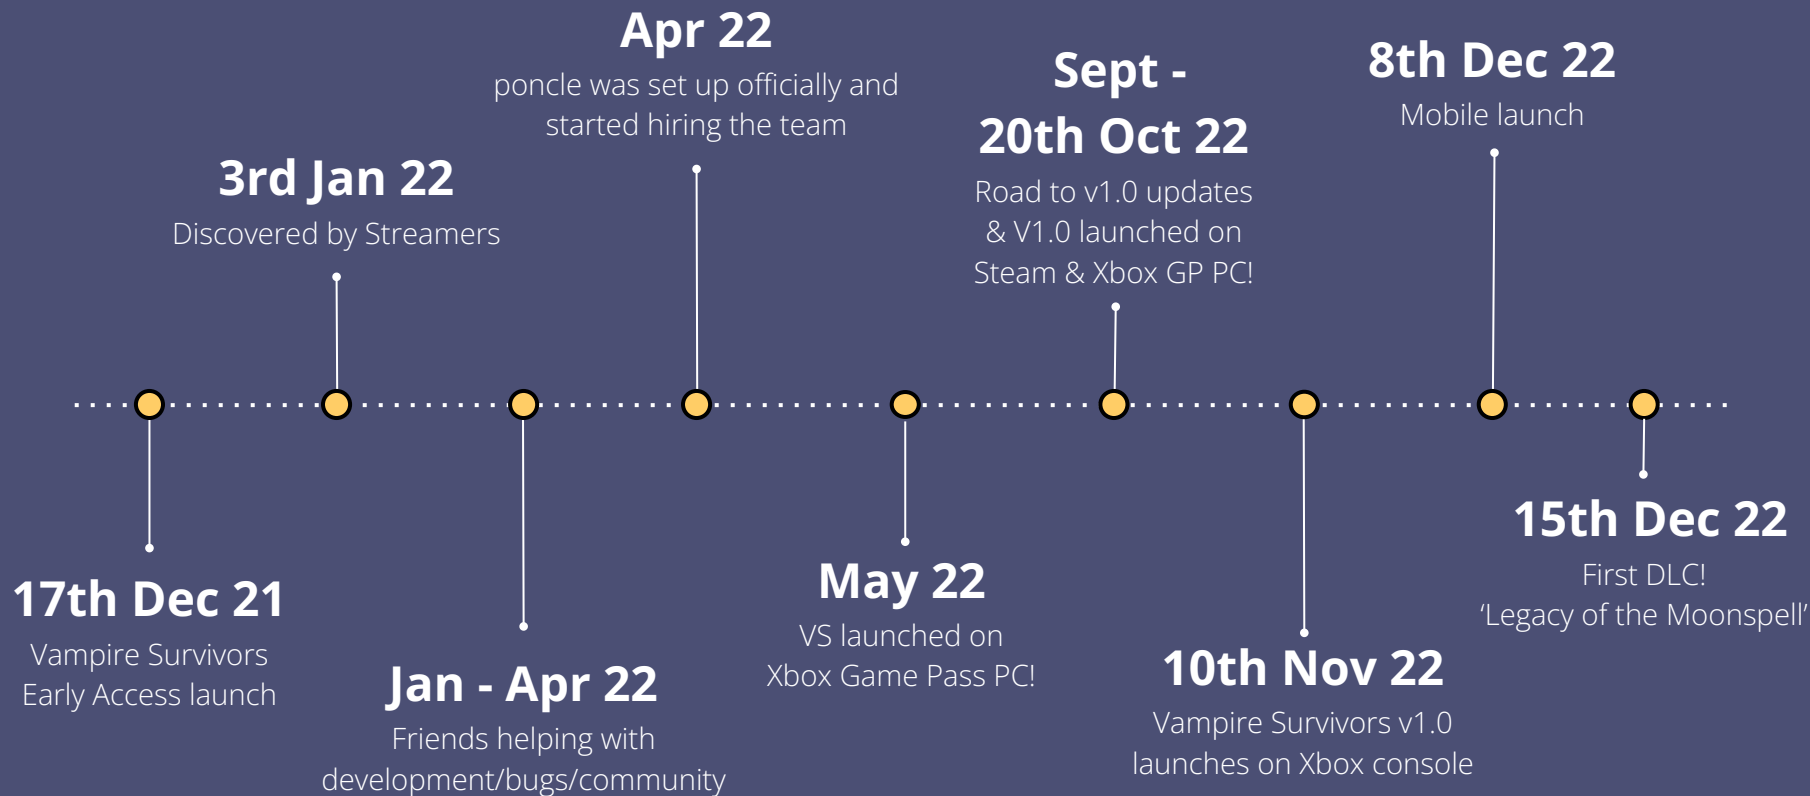 17th Dec 21
Vampire Survivors
Early Access launch
3rd Jan 22
Discovered by Streamers
Jan - Apr 22
Friends helping with
development/bugs/community
Apr 22
poncle was set up officially and
started hiring the team
May 22
VS launched on
Xbox Game Pass PC!
Sept -
20th Oct 22
Road to v1.0 updates
& V1.0 launched on
Steam & Xbox GP PC!
10th Nov 22
Vampire Survivors v1.0
launches on Xbox console
8th Dec 22
Mobile launch
15th Dec 22
First DLC!
‘Legacy of the Moonspell’